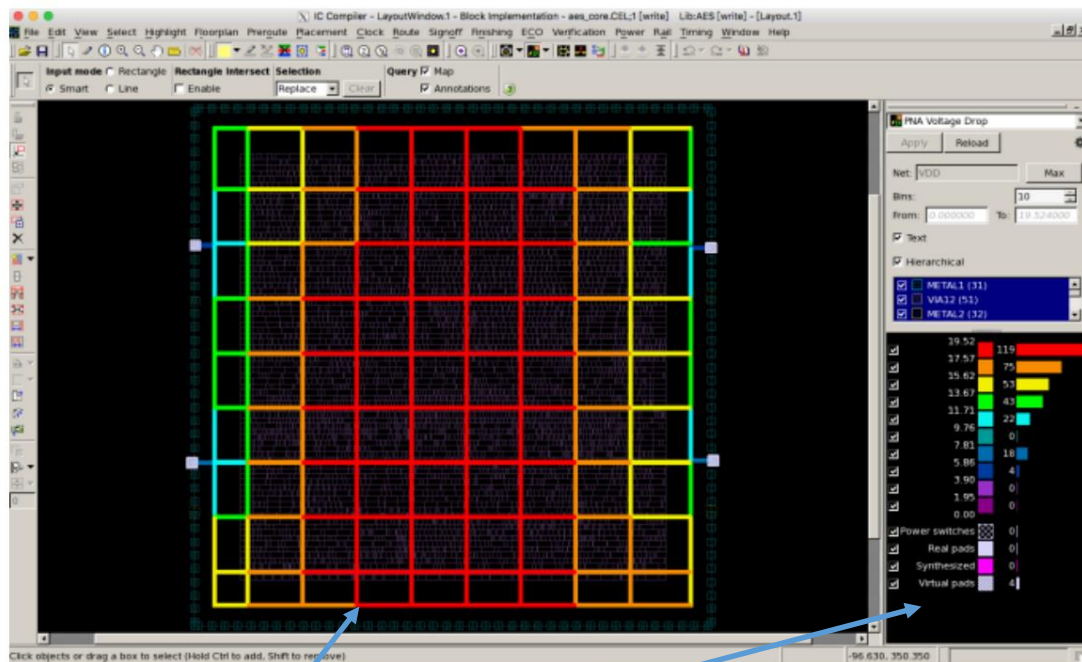 IC Compiler - LayoutWindow.1 - Block Implementation - aes_core.CEL;1 [write]   Lib:AES [write] - [Layout.1]
File Edit View Select Highlight Floorplan Preroute Placement Clock Route Signoff Finishing ECO Verification Power Rail Timing Window Help
Input mode Rectangle Rectangle Intersect Selection Query Map
Smart Line Enable Replace Clear Annotations
PNA Voltage Drop
Apply Reload
Net: VDD Max
Bins: 10
From: 0.000000 To: 19.524000
Text
Hierarchical
METAL1 (31)
VIA12 (51)
METAL2 (32)
19.52
119
17.57
75
15.62
53
13.67
43
11.71
22
9.76
0
7.81
18
5.86
4
3.90
0
1.95
0
0.00
Power switches 0
Real pads 0
Synthesized 0
Virtual pads 4
0
Click objects or drag a box to select (Hold Ctrl to add, Shift to remove)
-96.630, 350.350